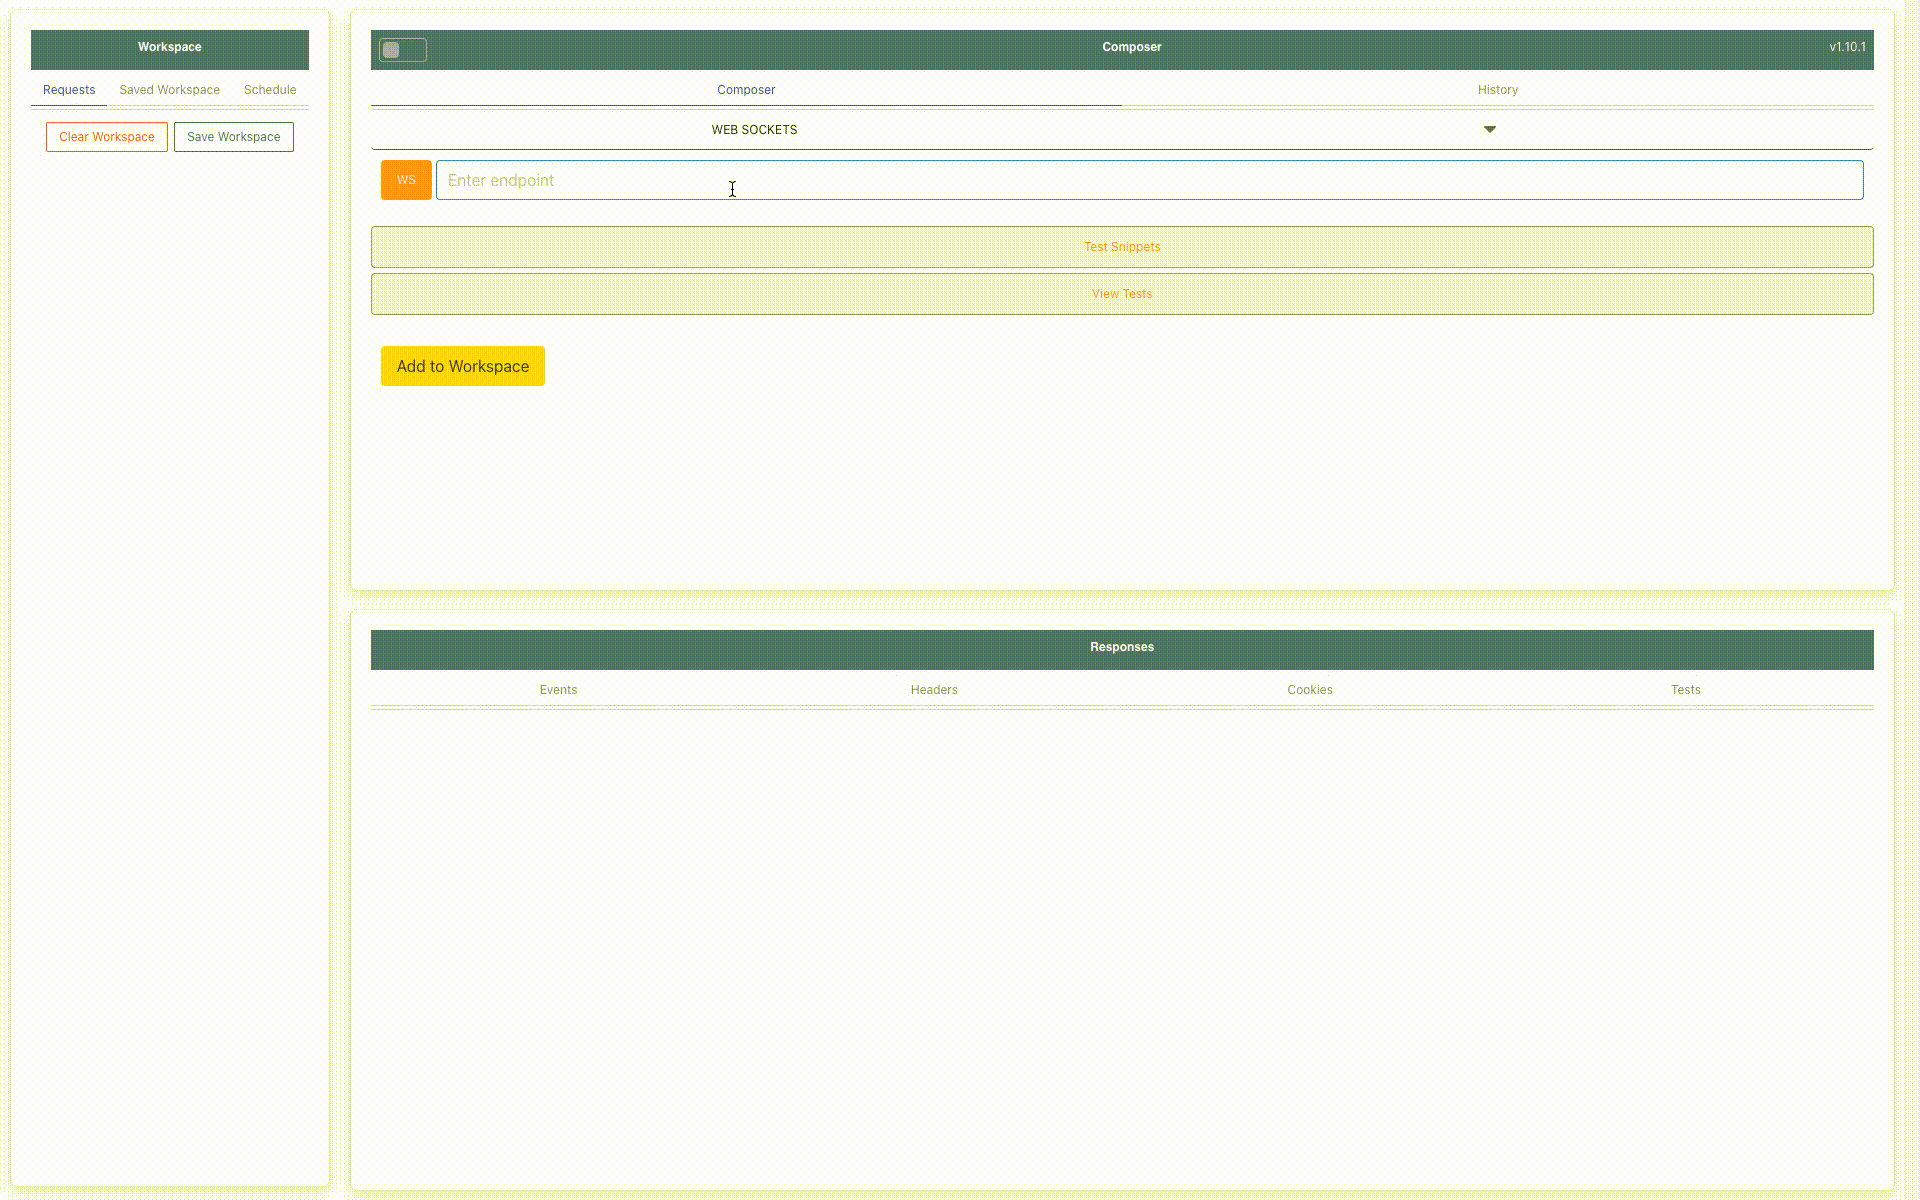 Workspace
Requests Saved Workspace Schedule
Clear Workspace Save Workspace
Composer v1.10.1
Composer History
WEB SOCKETS
WS Enter endpoint
Test Snippets
View Tests
Add to Workspace
Responses
Events Headers Cookies Tests